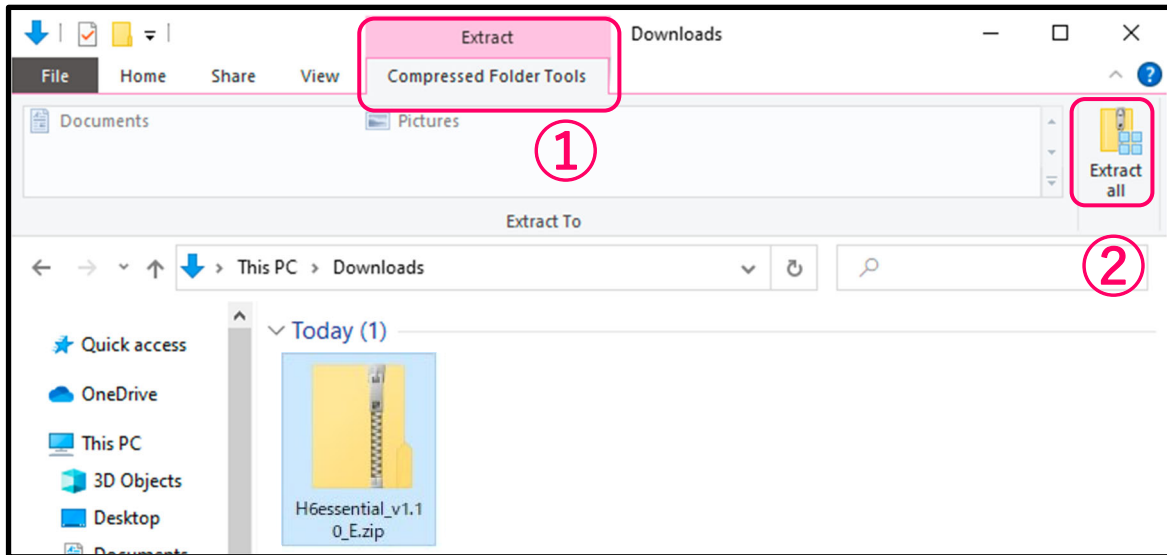 Extract
Downloads
File Home Share View Compressed Folder Tools
?
Documents Pictures
①
Extract
all
Extract To
This PC > Downloads
②
Today (1)
Quick access
OneDrive
This PC
3D Objects
Desktop
Documents
H6essential_v1.1
0_E.zip